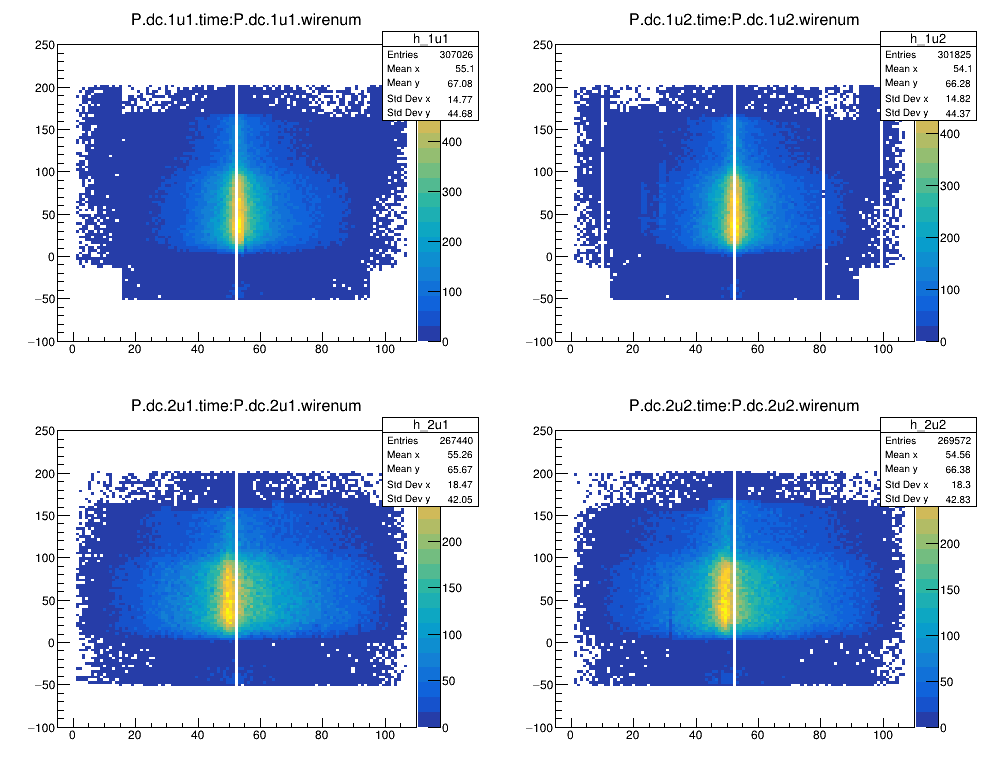 P.dc.1u1.time:P.dc.1u1.wirenum
h_1u1
Entries 307026
Mean x 55.1
Mean y 67.08
Std Dev x 14.77
Std Dev y 44.68
250
200
150
100
50
0
−50
−100
0 20 40 60 80 100
400
300
200
100
0
P.dc.1u2.time:P.dc.1u2.wirenum
h_1u2
Entries 301825
Mean x 54.1
Mean y 66.28
Std Dev x 14.82
Std Dev y 44.37
250
200
150
100
50
0
−50
−100
0 20 40 60 80 100
400
300
200
100
0
P.dc.2u1.time:P.dc.2u1.wirenum
h_2u1
Entries 267440
Mean x 55.26
Mean y 65.67
Std Dev x 18.47
Std Dev y 42.05
250
200
150
100
50
0
−50
−100
0 20 40 60 80 100
200
150
100
50
0
P.dc.2u2.time:P.dc.2u2.wirenum
h_2u2
Entries 269572
Mean x 54.56
Mean y 66.38
Std Dev x 18.3
Std Dev y 42.83
250
200
150
100
50
0
−50
−100
0 20 40 60 80 100
200
150
100
50
0